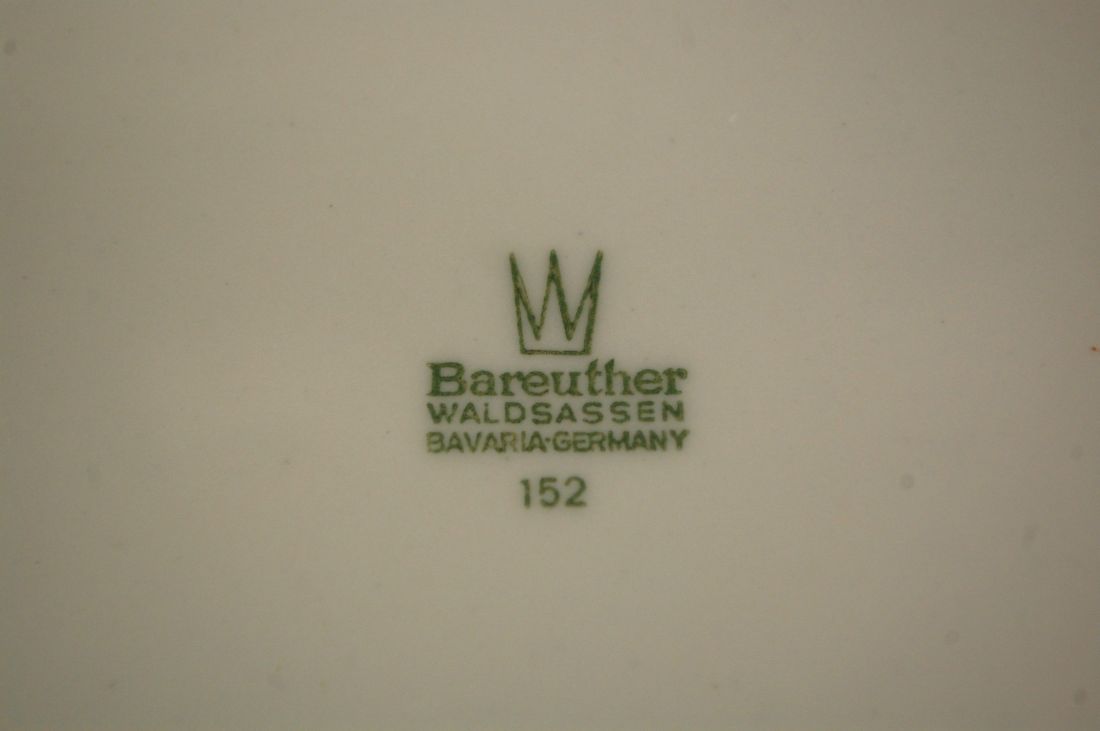 Bareuther
WALDSASSEN
BAVARIA·GERMANY
152